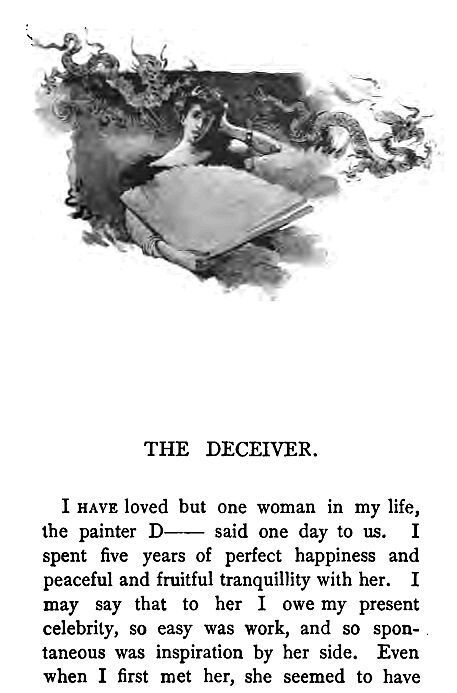 THE DECEIVER.
I HAVE loved but one woman in my life,
the painter D—— said one day to us. I
spent five years of perfect happiness and
peaceful and fruitful tranquillity with her. I
may say that to her I owe my present
celebrity, so easy was work, and so spon-
taneous was inspiration by her side. Even
when I first met her, she seemed to have